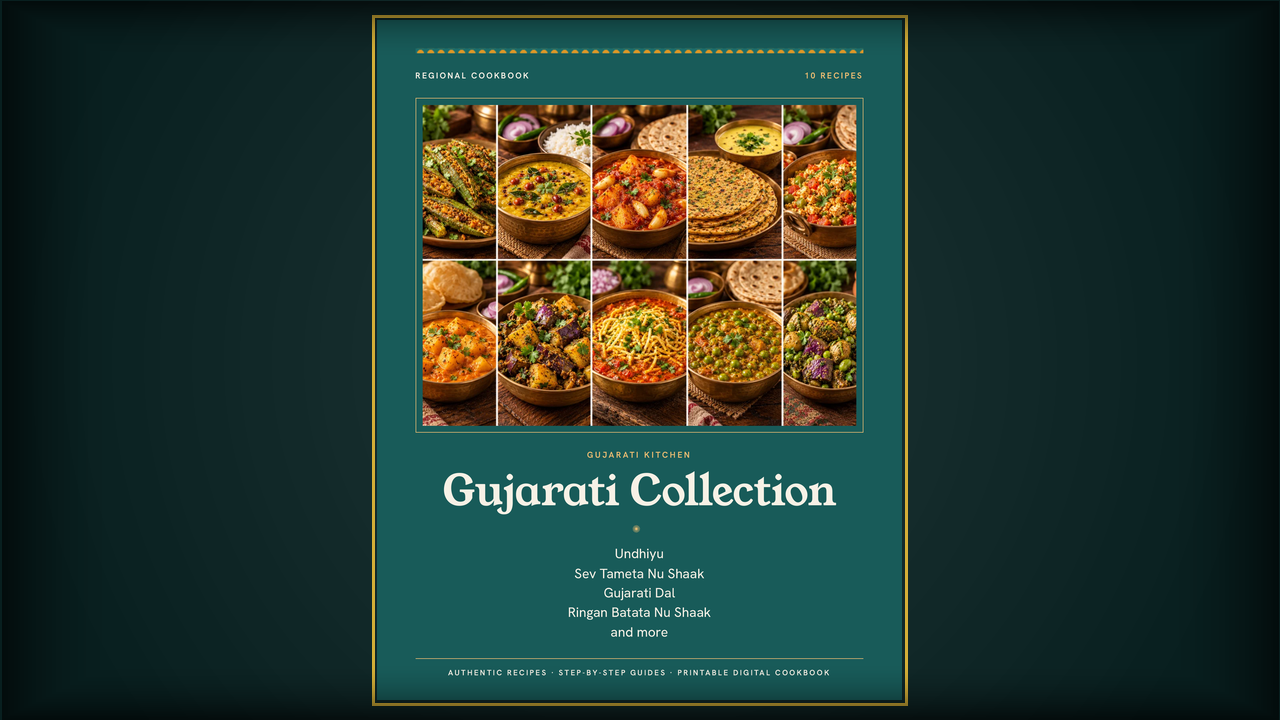 REGIONAL COOKBOOK
10 RECIPES
GUJARATI KITCHEN
Gujarati Collection
Undhiyu
Sev Tameta Nu Shaak
Gujarati Dal
Ringan Batata Nu Shaak
and more
AUTHENTIC RECIPES · STEP-BY-STEP GUIDES · PRINTABLE DIGITAL COOKBOOK